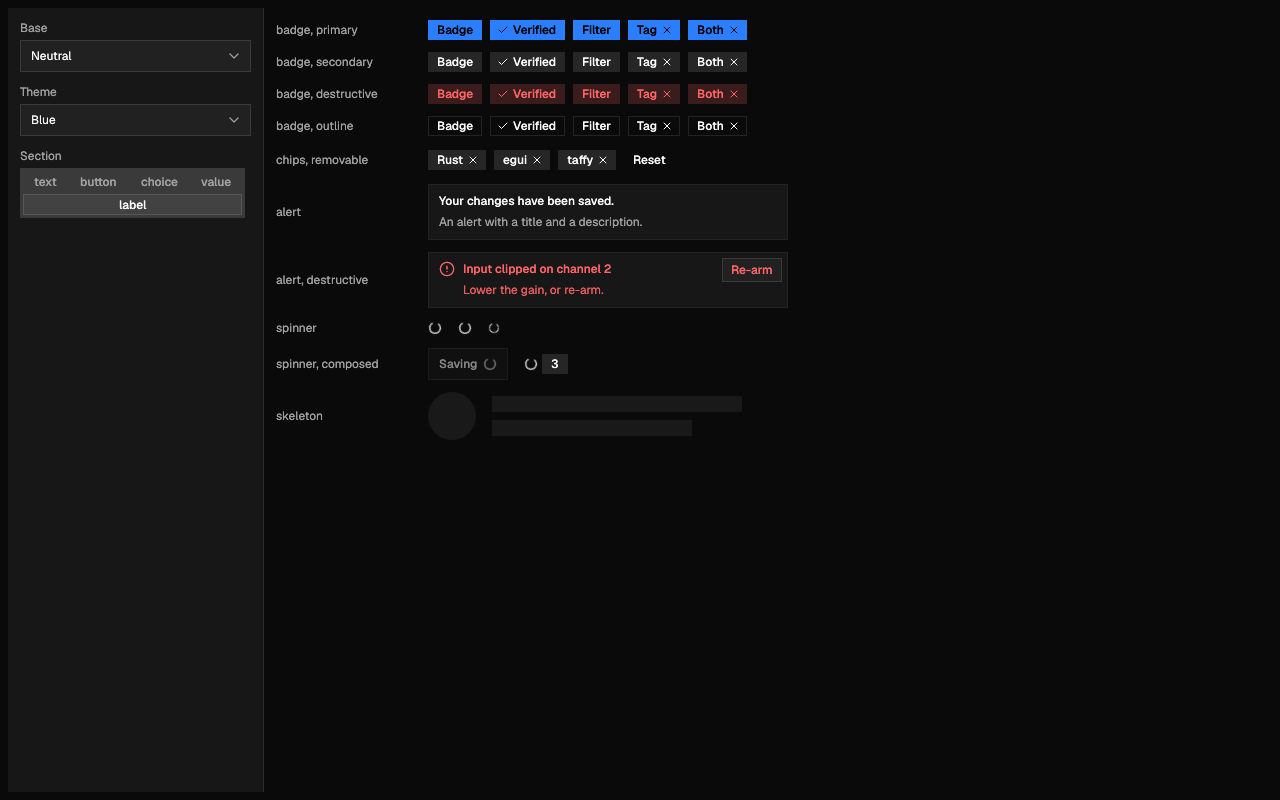 Base
Neutral
Theme
Blue
Section
text button choice value
label
badge, primary Badge Verified Filter Tag Both
badge, secondary Badge Verified Filter Tag Both
badge, destructive Badge Verified Filter Tag Both
badge, outline Badge Verified Filter Tag Both
chips, removable Rust egui taffy Reset
alert
Your changes have been saved.
An alert with a title and a description.
alert, destructive
Input clipped on channel 2 Re-arm
Lower the gain, or re-arm.
spinner
spinner, composed Saving 3
skeleton